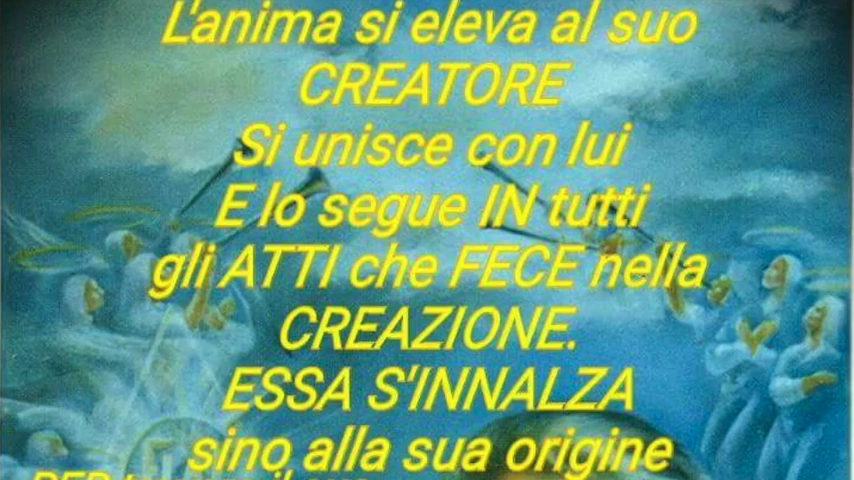 L'anima si eleva al suo
CREATORE
Si unisce con lui
E lo segue IN tutti
gli ATTI che FECE nella
CREAZIONE.
ESSA S'INNALZA
sino alla sua origine
PER